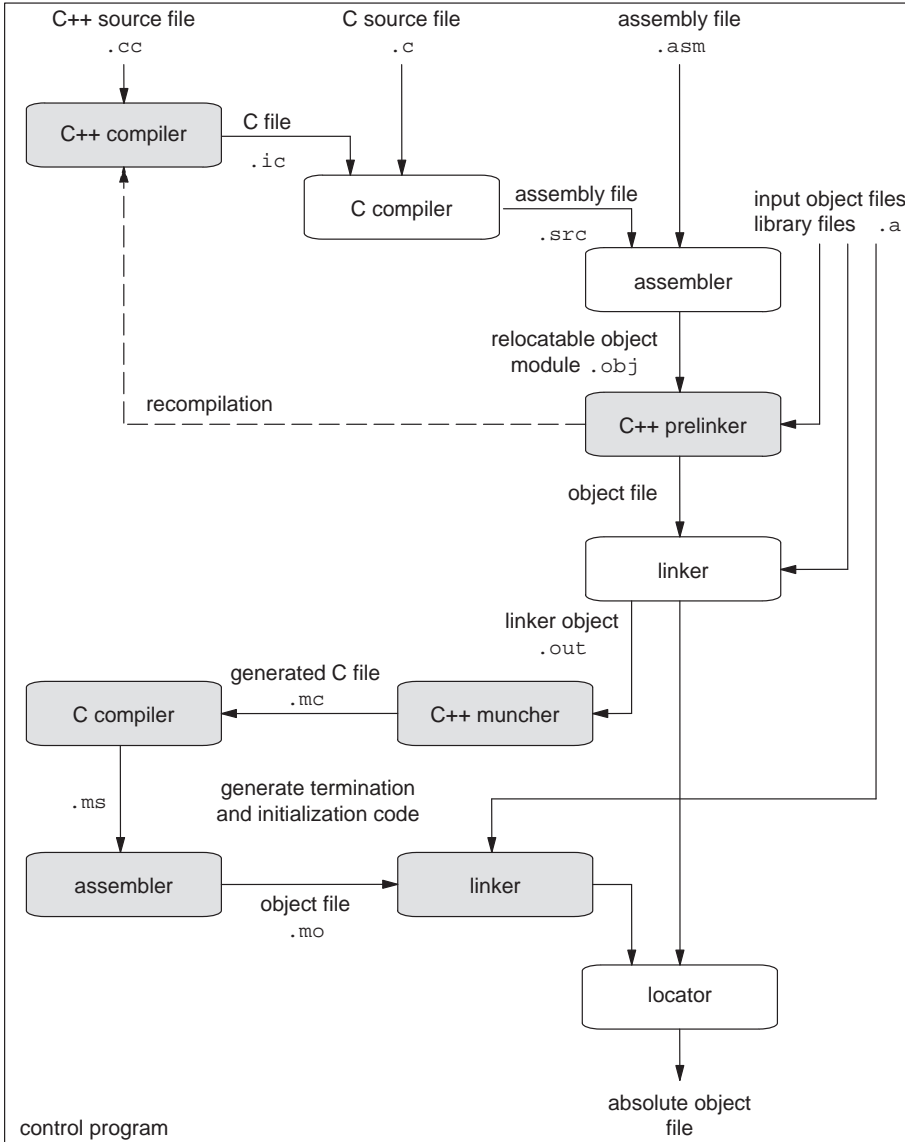 C++ source file
.cc
C source file
.c
assembly file
.asm
C++ compiler
C file
.ic
C compiler
assembly file
.src
input object files
library files .a
assembler
relocatable object
module .obj
recompilation
C++ prelinker
object file
linker
linker object
.out
generated C file
.mc
C compiler
C++ muncher
.ms
generate termination
and initialization code
assembler
object file
.mo
linker
locator
absolute object
file
control program